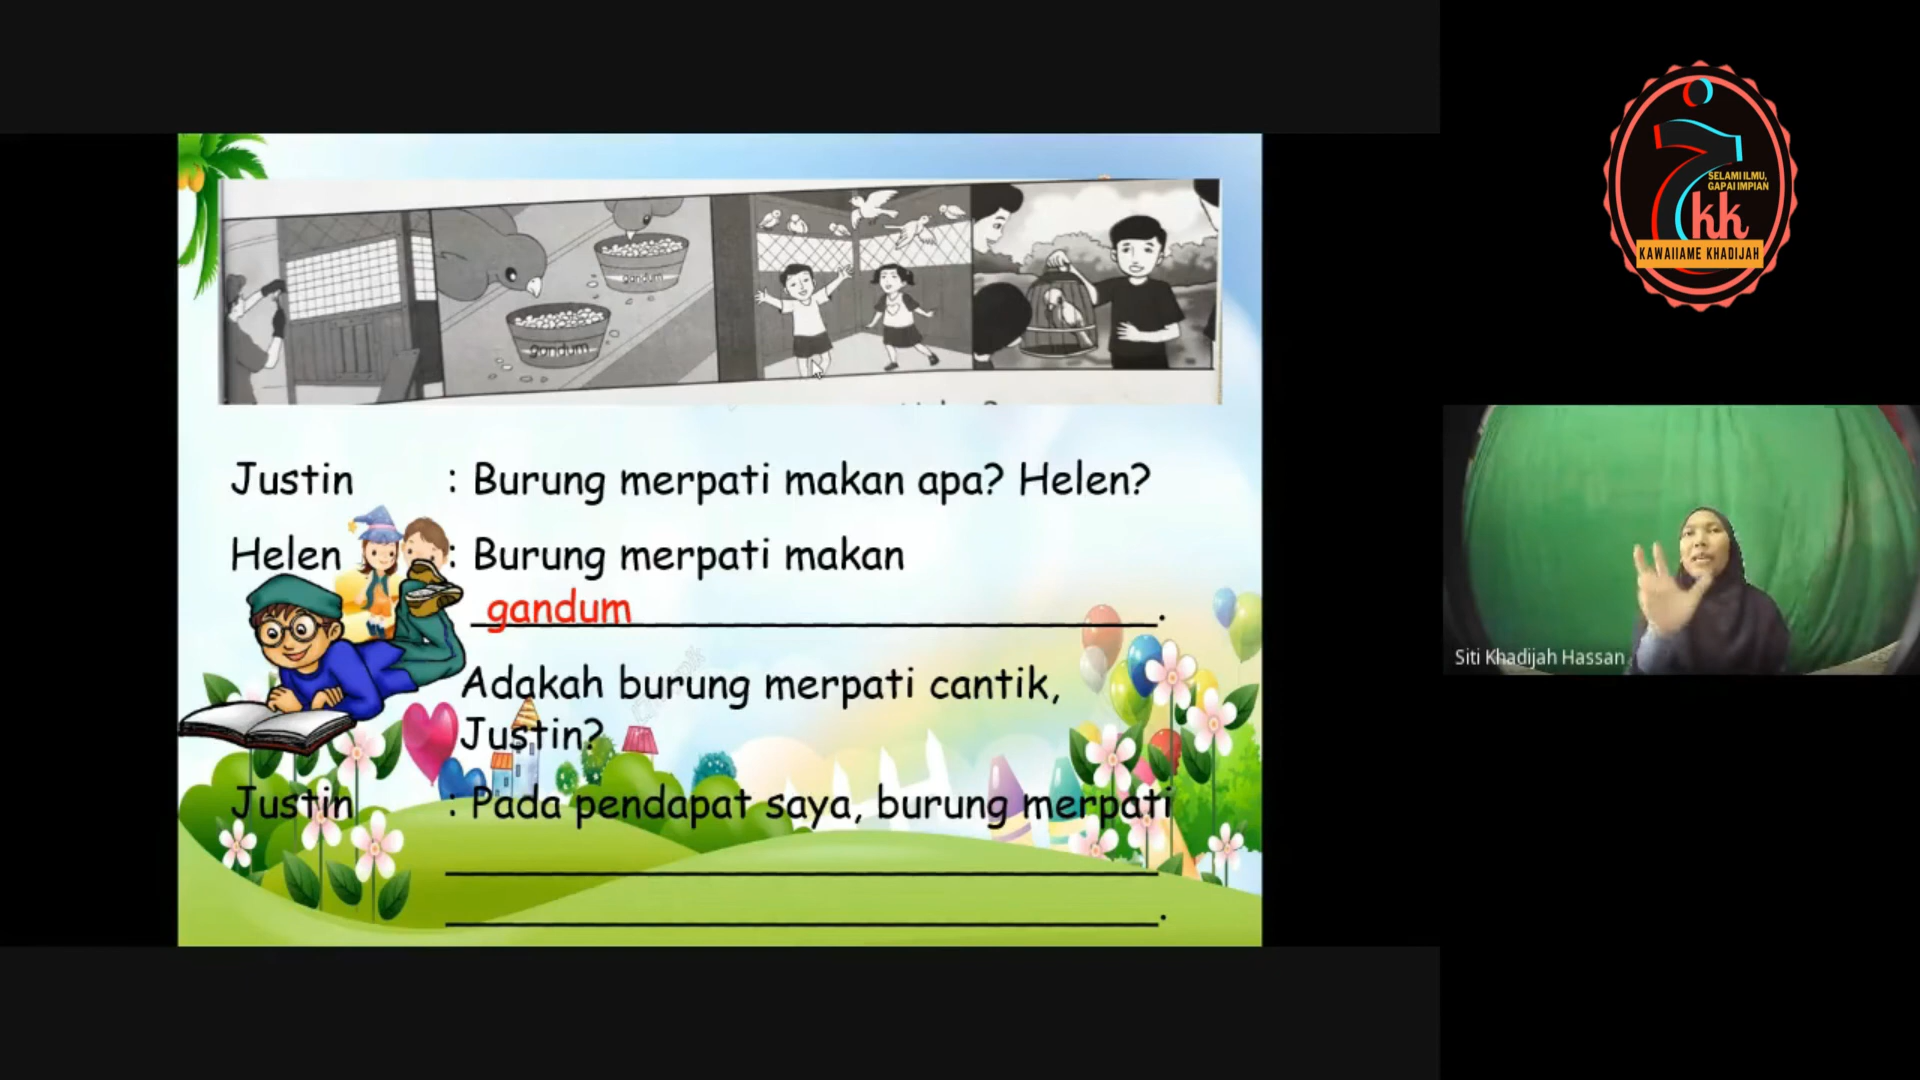 SELAMI ILMU,
GAPAI IMPIAN
kk
KAWAIIAME KHADIJAH
gandum
gandum
Justin : Burung merpati makan apa? Helen?
Helen : Burung merpati makan
gandum.
Adakah burung merpati cantik,
Justin?
Justin : Pada pendapat saya, burung merpati
Siti Khadijah Hassan